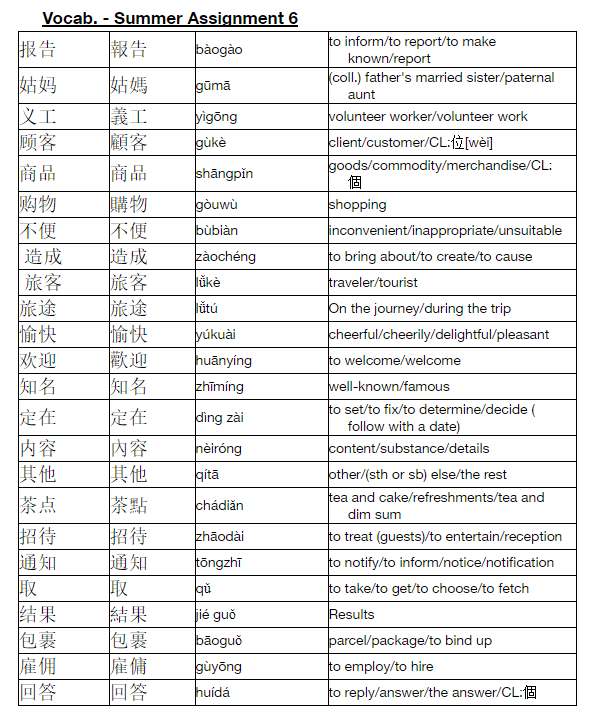 Vocab. - Summer Assignment 6
报告 報告 bàogào to inform/to report/to make
known/report
姑妈 姑媽 gūmā (coll.) father's married sister/paternal
aunt
义工 義工 yìgōng volunteer worker/volunteer work
顾客 顧客 gùkè client/customer/CL:位[wèi]
商品 商品 shāngpǐn goods/commodity/merchandise/CL:
個
购物 購物 gòuwù shopping
不便 不便 bùbiàn inconvenient/inappropriate/unsuitable
造成 造成 zàochéng to bring about/to create/to cause
旅客 旅客 lǚkè traveler/tourist
旅途 旅途 lǚtú On the journey/during the trip
愉快 愉快 yúkuài cheerful/cheerily/delightful/pleasant
欢迎 歡迎 huānyíng to welcome/welcome
知名 知名 zhīmíng well-known/famous
定在 定在 dìng zài to set/to fix/to determine/decide (
follow with a date)
内容 內容 nèiróng content/substance/details
其他 其他 qítā other/(sth or sb) else/the rest
茶点 茶點 chádiǎn tea and cake/refreshments/tea and
dim sum
招待 招待 zhāodài to treat (guests)/to entertain/reception
通知 通知 tōngzhī to notify/to inform/notice/notification
取 取 qǔ to take/to get/to choose/to fetch
结果 結果 jié guǒ Results
包裹 包裹 bāoguǒ parcel/package/to bind up
雇佣 雇傭 gùyōng to employ/to hire
回答 回答 huídá to reply/answer/the answer/CL:個